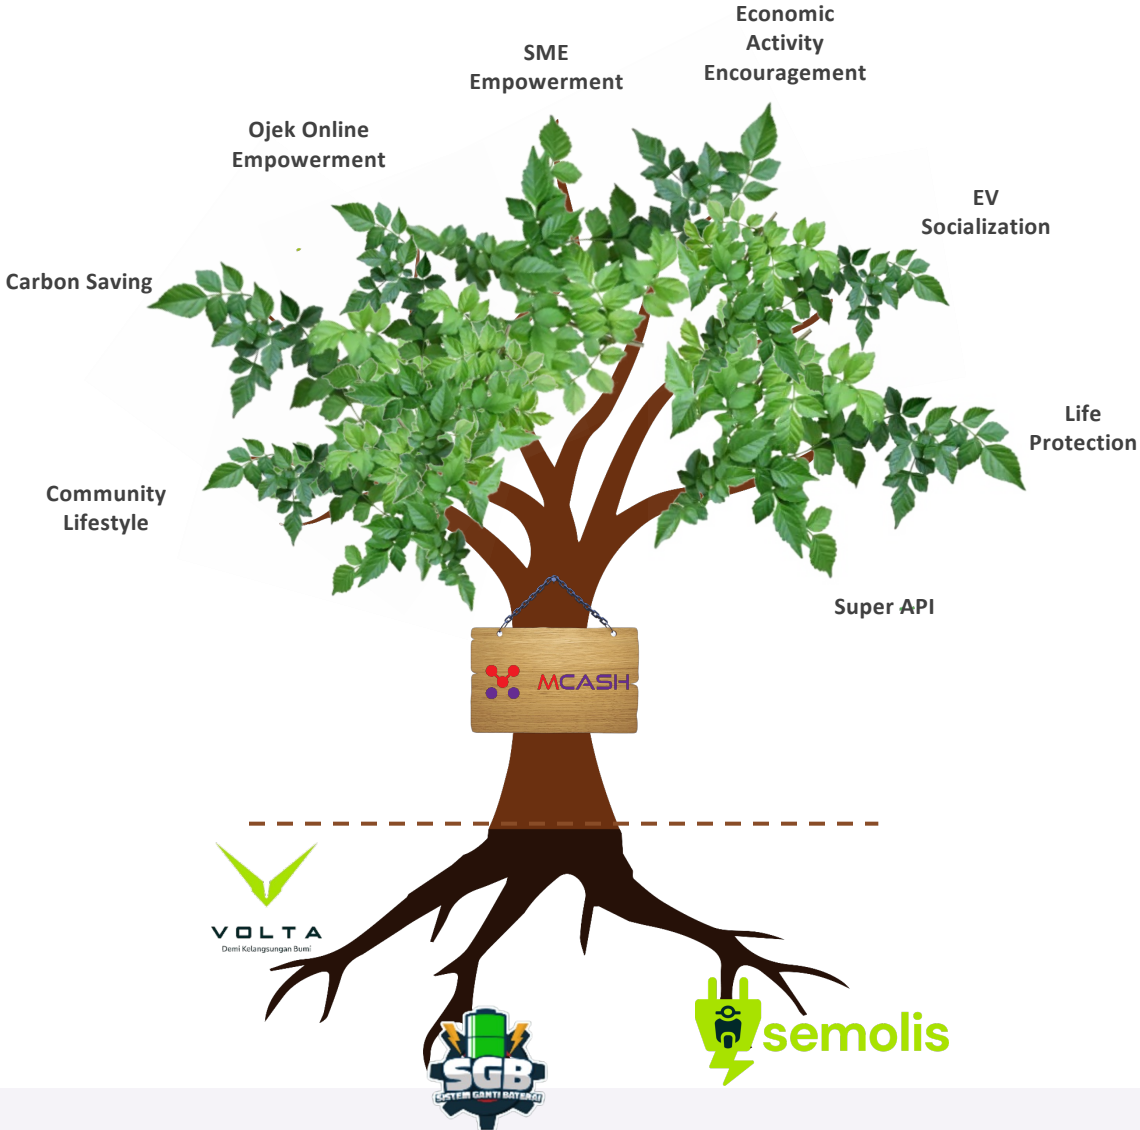 Economic
Activity
Encouragement
SME
Empowerment
Ojek Online
Empowerment
EV
Socialization
Carbon Saving
Life
Protection
Community
Lifestyle
Super API
MCASH
VOLTA
Demi Kelangsungan Bumi
semolis
SGB
SISTEM GANTI BATERAI